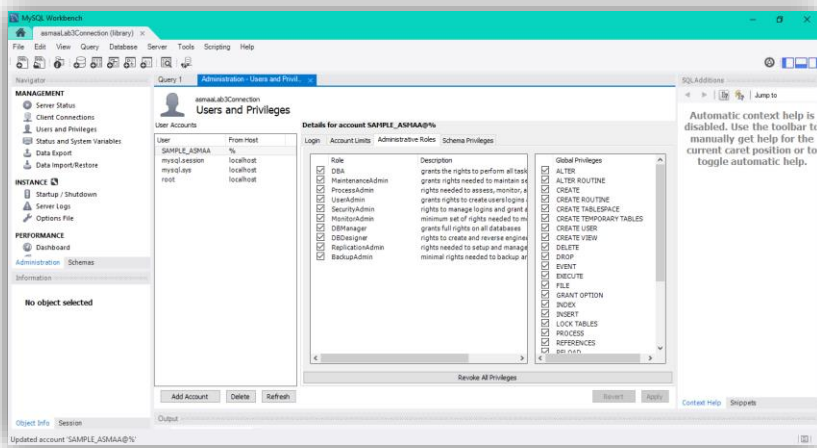 MySQL Workbench
asmaaLab3Connection (library) ×
File Edit View Query Database Server Tools Scripting Help
Navigator
MANAGEMENT
Server Status
Client Connections
Users and Privileges
Status and System Variables
Data Export
Data Import/Restore
INSTANCE
Startup / Shutdown
Server Logs
Options File
PERFORMANCE
Dashboard
Administration Schemas
Information
No object selected
Object Info Session
Query 1 Administration - Users and Privil... ×
asmaaLab3Connection
Users and Privileges
User Accounts
User From Host
SAMPLE_ASMAA %
mysql.session localhost
mysql.sys localhost
root localhost
Add Account Delete Refresh
Details for account SAMPLE_ASMAA@%
Login Account Limits Administrative Roles Schema Privileges
Role Description
DBA grants the rights to perform all task
MaintenanceAdmin grants rights needed to maintain se
ProcessAdmin rights needed to assess, monitor, a
UserAdmin grants rights to create users logins
SecurityAdmin rights to manage logins and grant a
MonitorAdmin minimum set of rights needed to m
DBManager grants full rights on all databases
DBDesigner rights to create and reverse engine
ReplicationAdmin rights needed to setup and manage
BackupAdmin minimal rights needed to backup an
Global Privileges
ALTER
ALTER ROUTINE
CREATE
CREATE ROUTINE
CREATE TABLESPACE
CREATE TEMPORARY TABLES
CREATE USER
CREATE VIEW
DELETE
DROP
EVENT
EXECUTE
FILE
GRANT OPTION
INDEX
INSERT
LOCK TABLES
PROCESS
REFERENCES
RELOAD
Revoke All Privileges
Revert Apply
Output
SQLAdditions
Jump to
Automatic context help is
disabled. Use the toolbar to
manually get help for the
current caret position or to
toggle automatic help.
Context Help Snippets
Updated account 'SAMPLE_ASMAA@%'